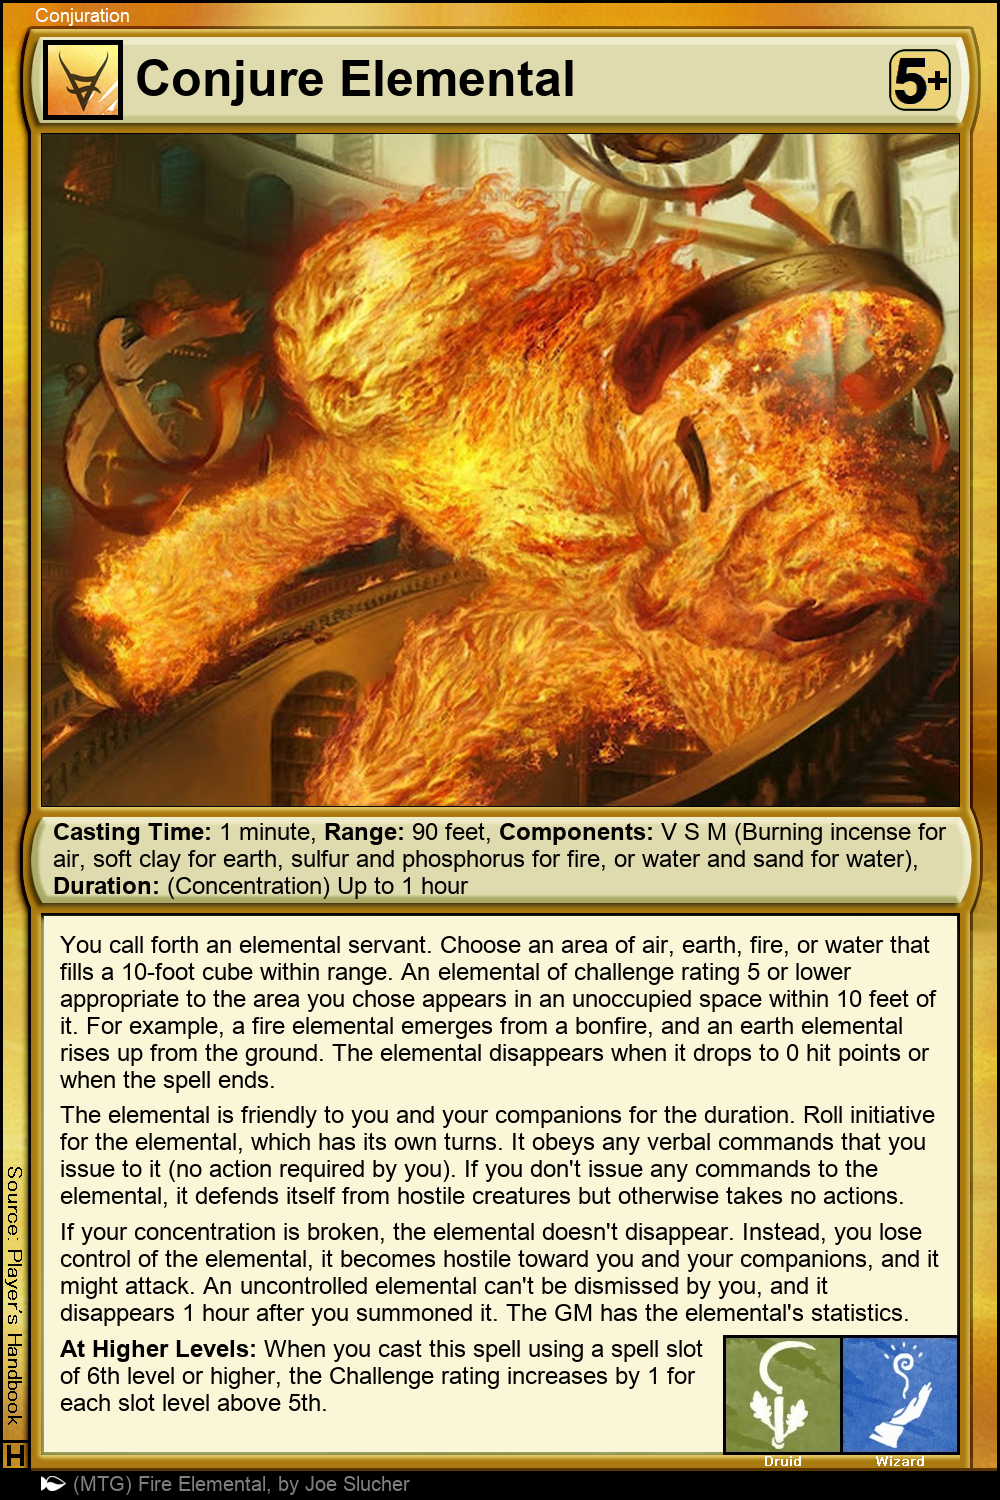 Conjuration
Conjure Elemental
5+
Casting Time: 1 minute, Range: 90 feet, Components: V S M (Burning incense for
air, soft clay for earth, sulfur and phosphorus for fire, or water and sand for water),
Duration: (Concentration) Up to 1 hour
You call forth an elemental servant. Choose an area of air, earth, fire, or water that
fills a 10-foot cube within range. An elemental of challenge rating 5 or lower
appropriate to the area you chose appears in an unoccupied space within 10 feet of
it. For example, a fire elemental emerges from a bonfire, and an earth elemental
rises up from the ground. The elemental disappears when it drops to 0 hit points or
when the spell ends.
The elemental is friendly to you and your companions for the duration. Roll initiative
for the elemental, which has its own turns. It obeys any verbal commands that you
issue to it (no action required by you). If you don't issue any commands to the
elemental, it defends itself from hostile creatures but otherwise takes no actions.
If your concentration is broken, the elemental doesn't disappear. Instead, you lose
control of the elemental, it becomes hostile toward you and your companions, and it
might attack. An uncontrolled elemental can't be dismissed by you, and it
disappears 1 hour after you summoned it. The GM has the elemental's statistics.
At Higher Levels: When you cast this spell using a spell slot
of 6th level or higher, the Challenge rating increases by 1 for
each slot level above 5th.
Druid
Wizard
Source: Player's Handbook
H
(MTG) Fire Elemental, by Joe Slucher